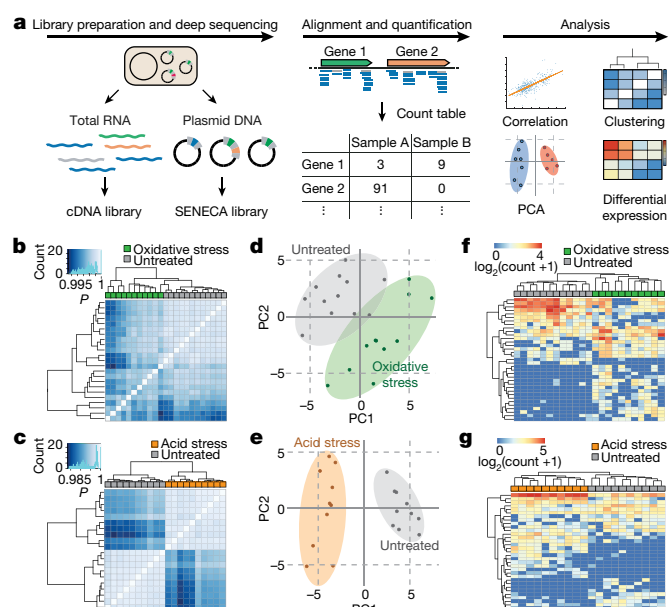 a
Library preparation and deep sequencing
Alignment and quantification
Analysis
Gene 1
Gene 2
Total RNA
Plasmid DNA
Count table
Correlation
Clustering
Sample A
Sample B
Gene 1
3
9
Gene 2
91
0
⋮
⋮
⋮
cDNA library
SENECA library
PCA
Differential
expression
b
Count
20
0
0.995 1
P
Oxidative stress
Untreated
d
Untreated
5
0
−5
PC2
Oxidative
stress
−5
0
5
PC1
f
0
4
log2(count +1)
Oxidative stress
Untreated
c
Count
20
0
0.985 1
P
Acid stress
Untreated
e
Acid stress
5
0
−5
PC2
Untreated
−5
0
5
PC1
g
0
5
log2(count +1)
Acid stress
Untreated